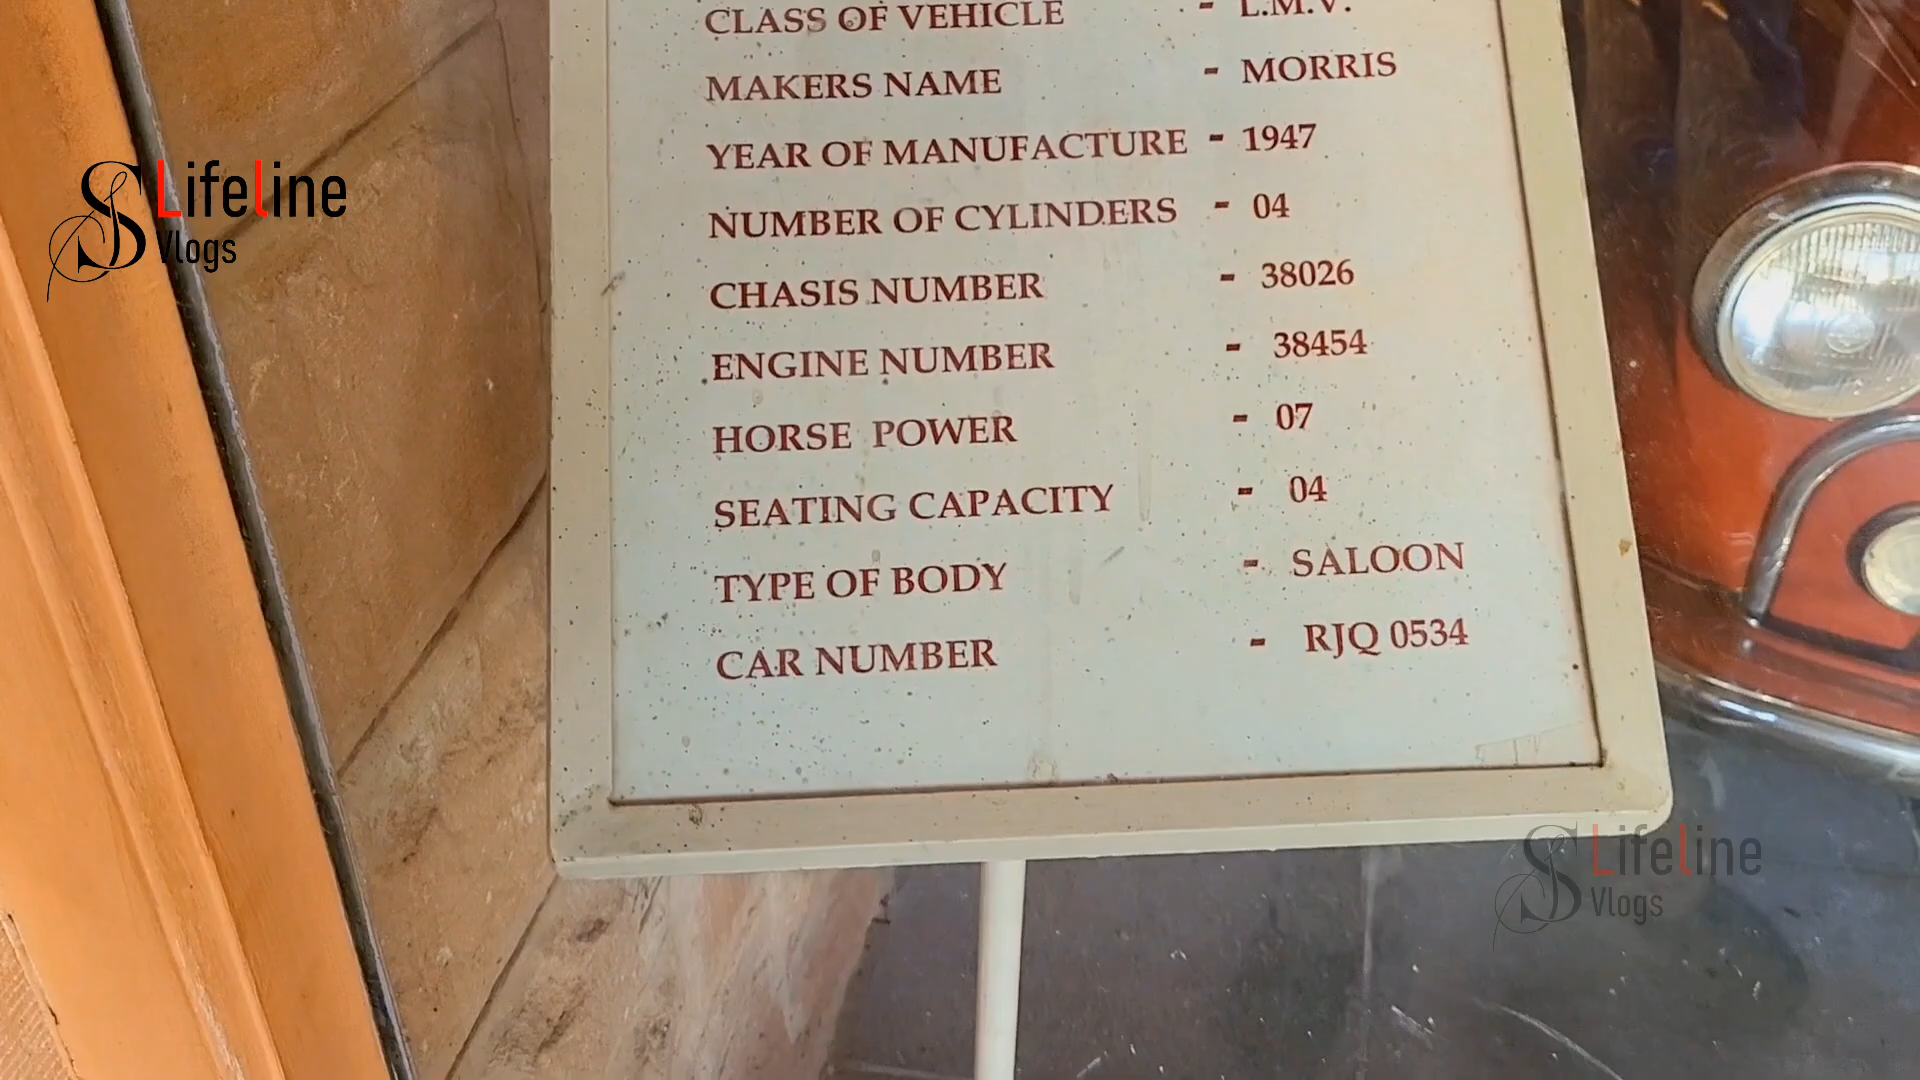 CLASS OF VEHICLE - L.M.V.
MAKERS NAME - MORRIS
YEAR OF MANUFACTURE - 1947
NUMBER OF CYLINDERS - 04
CHASIS NUMBER - 38026
ENGINE NUMBER - 38454
HORSE POWER - 07
SEATING CAPACITY - 04
TYPE OF BODY - SALOON
CAR NUMBER - RJQ 0534
S Lifeline
Vlogs
S Lifeline
Vlogs